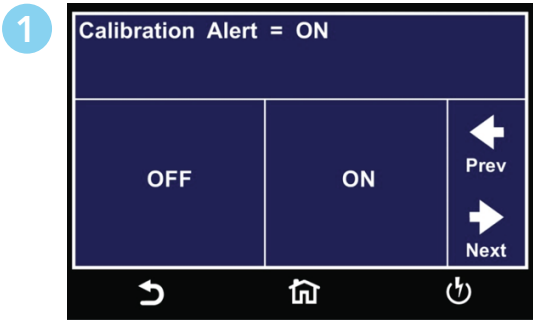 1
Calibration Alert = ON
OFF
ON
Prev
Next